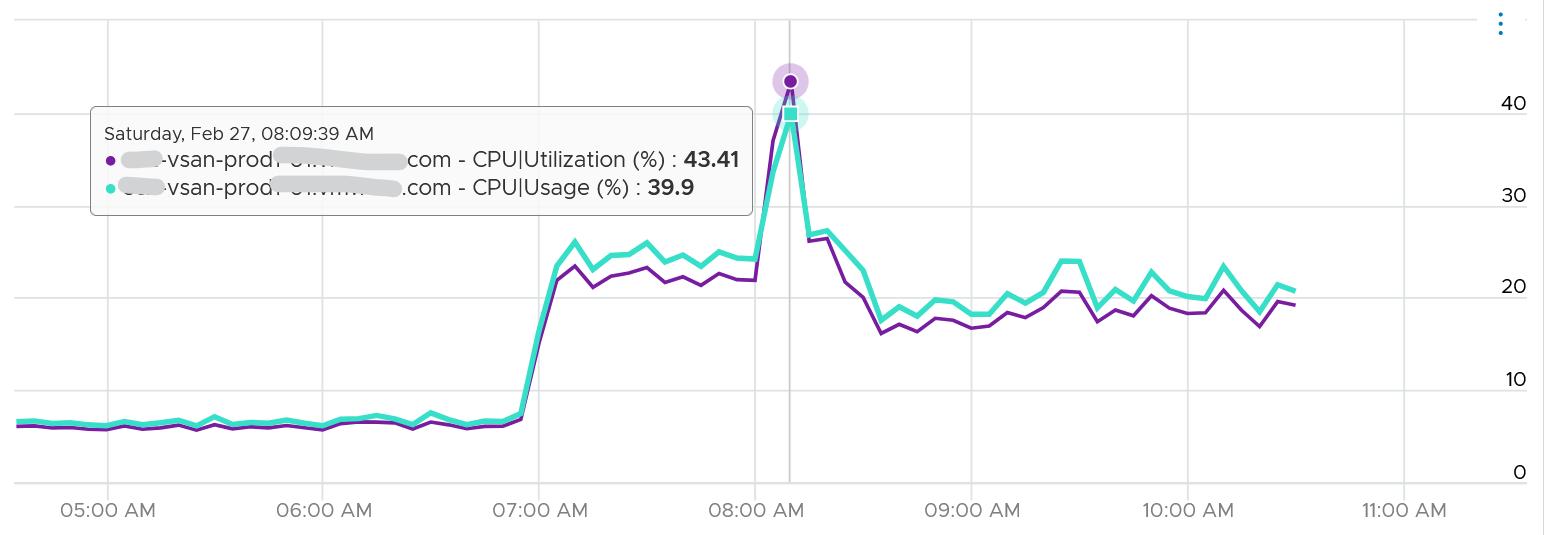 Saturday, Feb 27, 08:09:39 AM
-vsan-prod com - CPU|Utilization (%) : 43.41
-vsan-prod .com - CPU|Usage (%) : 39.9
40
30
20
10
0
05:00 AM 06:00 AM 07:00 AM 08:00 AM 09:00 AM 10:00 AM 11:00 AM